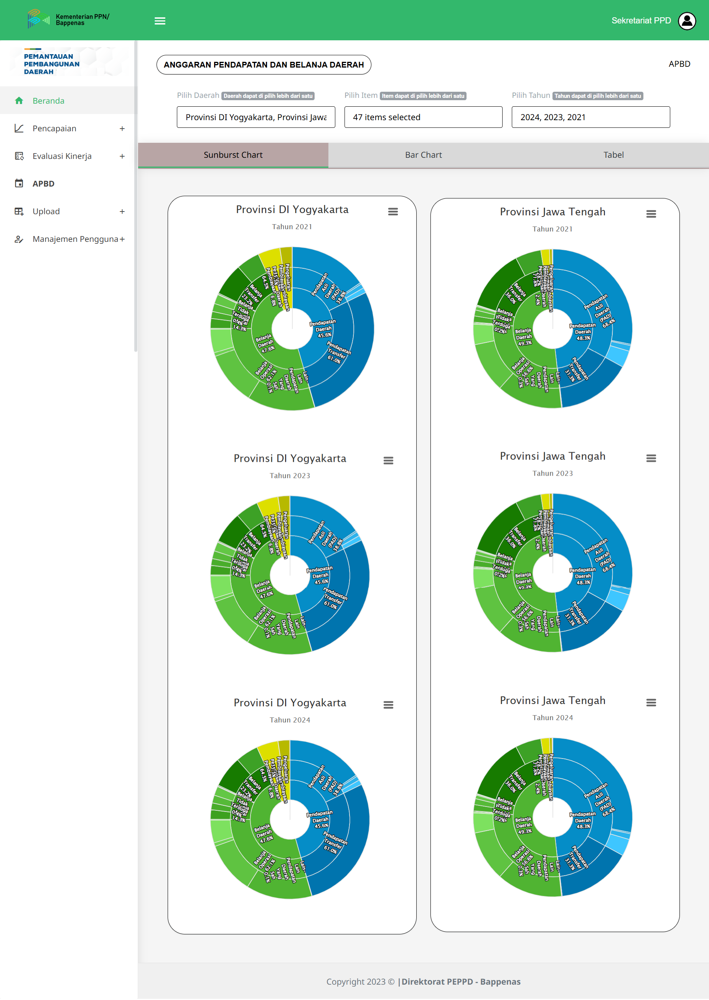 Kementerian PPN/
Bappenas
Sekretariat PPD
PEMANTAUAN
PEMBANGUNAN
DAERAH
Beranda
Pencapaian +
Evaluasi Kinerja +
APBD
Upload +
Manajemen Pengguna +
ANGGARAN PENDAPATAN DAN BELANJA DAERAH
APBD
Pilih Daerah Daerah dapat di pilih lebih dari satu
Provinsi DI Yogyakarta, Provinsi Jawa
Pilih Item Item dapat di pilih lebih dari satu
47 items selected
Pilih Tahun Tahun dapat di pilih lebih dari satu
2024, 2023, 2021
Sunburst Chart
Bar Chart
Tabel
Provinsi DI Yogyakarta
Tahun 2021
Pendapatan
Asli
Daerah
(PAD)
38.8%
Pendapatan
Daerah
45.6%
Pendapatan
Transfer
61.0%
Lain-
Lain
Pendapatan
Daerah
Yang
Sah
0.1%
Belanja
Operasi
62.1%
Belanja
Daerah
47.6%
14.3%
Belanja
Tidak
Terduga
Belanja
Transfer
23.2%
64.5%
Pembiayaan
Daerah
6.8%
Pengeluaran
Provinsi Jawa Tengah
Tahun 2021
Pendapatan
Asli
Daerah
(PAD)
68.4%
Pendapatan
Daerah
48.3%
Pendapatan
Transfer
31.3%
Lain-
Lain
Pendapatan
Daerah
Yang
Sah
0.3%
Belanja
Operasi
56.6%
Belanja
Daerah
49.3%
Belanja
Tidak
Terduga
Belanja
Transfer
36.0%
71.8%
28.2%
Daerah
2.4%
Pengeluaran
Provinsi DI Yogyakarta
Tahun 2023
Pendapatan
Asli
Daerah
(PAD)
38.8%
Pendapatan
Daerah
45.6%
Pendapatan
Transfer
61.0%
Lain-
Lain
Pendapatan
Daerah
Yang
Sah
0.1%
Belanja
Operasi
62.1%
Belanja
Daerah
47.6%
14.3%
Belanja
Tidak
Terduga
Belanja
Transfer
23.2%
64.5%
Pembiayaan
Daerah
6.8%
Pengeluaran
Provinsi Jawa Tengah
Tahun 2023
Pendapatan
Asli
Daerah
(PAD)
68.4%
Pendapatan
Daerah
48.3%
Pendapatan
Transfer
31.3%
Lain-
Lain
Pendapatan
Daerah
Yang
Sah
0.3%
Belanja
Operasi
56.6%
Belanja
Daerah
49.3%
Belanja
Tidak
Terduga
Belanja
Transfer
36.0%
71.8%
28.2%
Daerah
2.4%
Pengeluaran
Provinsi DI Yogyakarta
Tahun 2024
Pendapatan
Asli
Daerah
(PAD)
38.8%
Pendapatan
Daerah
45.6%
Pendapatan
Transfer
61.0%
Lain-
Lain
Pendapatan
Daerah
Yang
Sah
0.1%
Belanja
Operasi
62.1%
Belanja
Daerah
47.6%
14.3%
Belanja
Tidak
Terduga
Belanja
Transfer
23.2%
64.5%
Pembiayaan
Daerah
6.8%
Pengeluaran
Provinsi Jawa Tengah
Tahun 2024
Pendapatan
Asli
Daerah
(PAD)
68.4%
Pendapatan
Daerah
48.3%
Pendapatan
Transfer
31.3%
Lain-
Lain
Pendapatan
Daerah
Yang
Sah
0.3%
Belanja
Operasi
56.6%
Belanja
Daerah
49.3%
Belanja
Tidak
Terduga
Belanja
Transfer
36.0%
71.8%
28.2%
Daerah
2.4%
Pengeluaran
Copyright 2023 © |Direktorat PEPPD - Bappenas